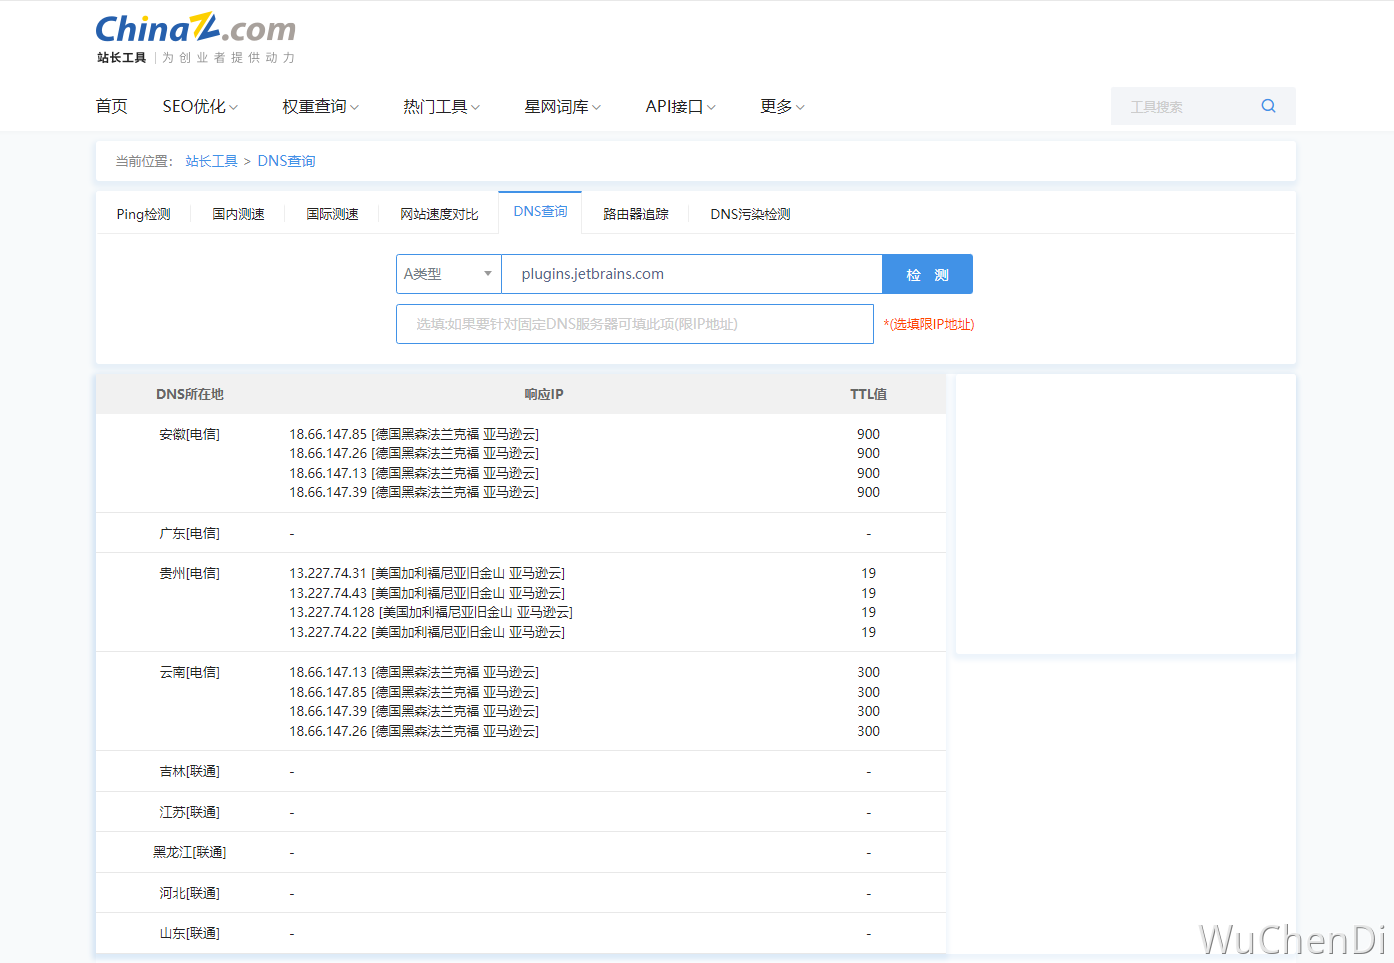 ChinaZ.com
站长工具 为创业者提供动力
首页 SEO优化 权重查询 热门工具 星网词库 API接口 更多 工具搜索
当前位置： 站长工具 > DNS查询
Ping检测 国内测速 国际测速 网站速度对比 DNS查询 路由器追踪 DNS污染检测
A类型 plugins.jetbrains.com 检 测
选填:如果要针对固定DNS服务器可填此项(限IP地址) *(选填限IP地址)
DNS所在地 响应IP TTL值
安徽[电信] 18.66.147.85 [德国黑森法兰克福 亚马逊云] 900
18.66.147.26 [德国黑森法兰克福 亚马逊云] 900
18.66.147.13 [德国黑森法兰克福 亚马逊云] 900
18.66.147.39 [德国黑森法兰克福 亚马逊云] 900
广东[电信] - -
贵州[电信] 13.227.74.31 [美国加利福尼亚旧金山 亚马逊云] 19
13.227.74.43 [美国加利福尼亚旧金山 亚马逊云] 19
13.227.74.128 [美国加利福尼亚旧金山 亚马逊云] 19
13.227.74.22 [美国加利福尼亚旧金山 亚马逊云] 19
云南[电信] 18.66.147.13 [德国黑森法兰克福 亚马逊云] 300
18.66.147.85 [德国黑森法兰克福 亚马逊云] 300
18.66.147.39 [德国黑森法兰克福 亚马逊云] 300
18.66.147.26 [德国黑森法兰克福 亚马逊云] 300
吉林[联通] - -
江苏[联通] - -
黑龙江[联通] - -
河北[联通] - -
山东[联通] - -
WuChenDi